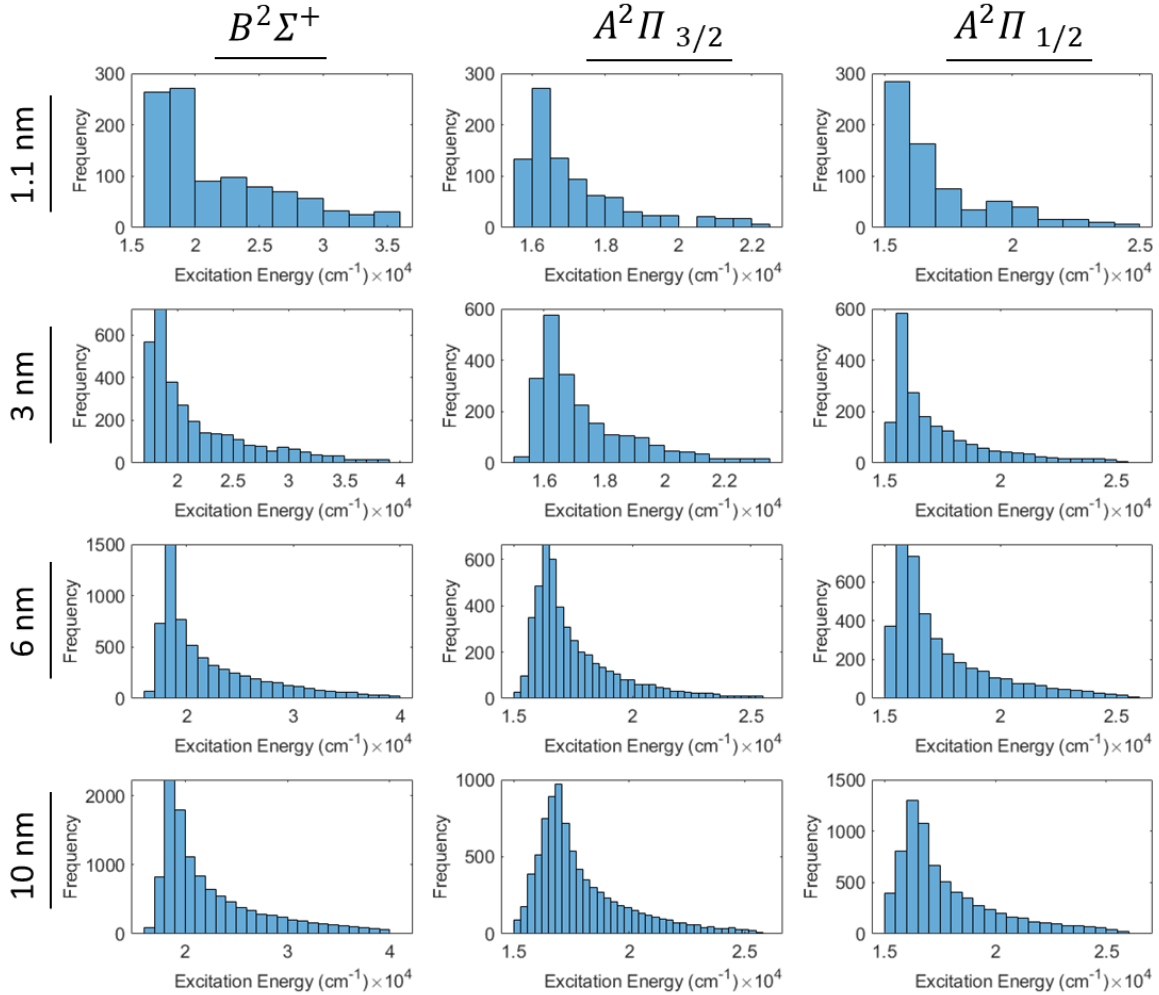 B²Σ⁺ A²Π 3/2 A²Π 1/2
1.1 nm
Frequency
300
200
100
0
1.5 2 2.5 3 3.5
Excitation Energy (cm⁻¹)×10⁴
Frequency
300
200
100
0
1.6 1.8 2 2.2
Excitation Energy (cm⁻¹)×10⁴
Frequency
300
200
100
0
1.5 2 2.5
Excitation Energy (cm⁻¹)×10⁴
3 nm
Frequency
600
400
200
0
2 2.5 3 3.5 4
Excitation Energy (cm⁻¹)×10⁴
Frequency
600
400
200
0
1.6 1.8 2 2.2
Excitation Energy (cm⁻¹)×10⁴
Frequency
600
400
200
0
1.5 2 2.5
Excitation Energy (cm⁻¹)×10⁴
6 nm
Frequency
1500
1000
500
0
2 3 4
Excitation Energy (cm⁻¹)×10⁴
Frequency
600
400
200
0
1.5 2 2.5
Excitation Energy (cm⁻¹)×10⁴
Frequency
600
400
200
0
1.5 2 2.5
Excitation Energy (cm⁻¹)×10⁴
10 nm
Frequency
2000
1000
0
2 3 4
Excitation Energy (cm⁻¹)×10⁴
Frequency
1000
500
0
1.5 2 2.5
Excitation Energy (cm⁻¹)×10⁴
Frequency
1500
1000
500
0
1.5 2 2.5
Excitation Energy (cm⁻¹)×10⁴